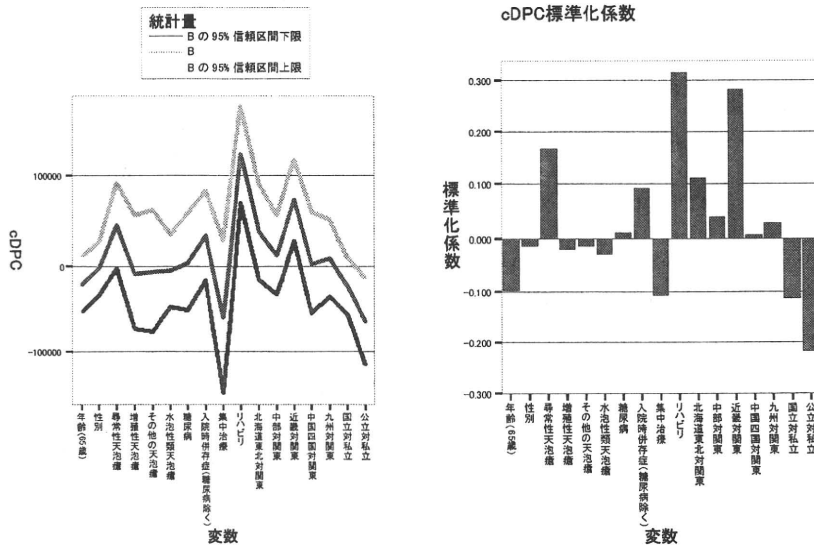 統計量
B の 95% 信頼区間下限
B
B の 95% 信頼区間上限
cDPC
100000
0
-100000
年齢(65歳)
性別
尋常性天疱瘡
増殖性天疱瘡
その他の天疱瘡
水疱性類天疱瘡
糖尿病
入院時併存症(糖尿病除く)
集中治療
リハビリ
北海道東北対関東
中部対関東
近畿対関東
中国四国対関東
九州対関東
国立対私立
公立対私立
変数
cDPC標準化係数
標準化係数
0.300
0.200
0.100
0.000
-0.100
-0.200
-0.300
年齢(65歳)
性別
尋常性天疱瘡
増殖性天疱瘡
その他の天疱瘡
水疱性類天疱瘡
糖尿病
入院時併存症(糖尿病除く)
集中治療
リハビリ
北海道東北対関東
中部対関東
近畿対関東
中国四国対関東
九州対関東
国立対私立
公立対私立
変数